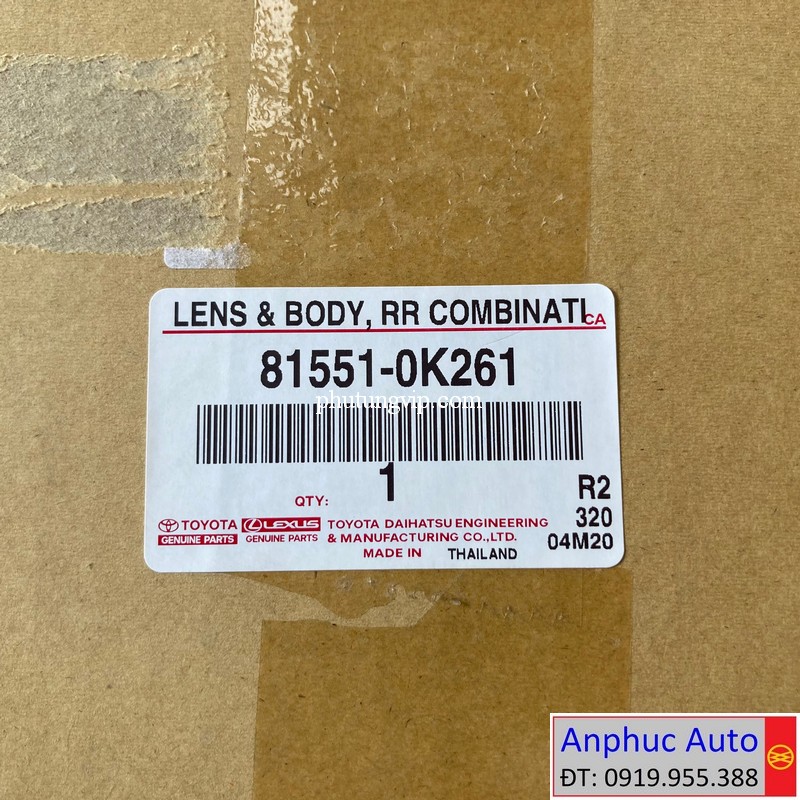 LENS & BODY, RR COMBINATI CA
81551-0K261
phutungvip.com
QTY: 1
R2
320
04M20
TOYOTA
GENUINE PARTS
LEXUS
GENUINE PARTS
TOYOTA DAIHATSU ENGINEERING
& MANUFACTURING CO.,LTD.
MADE IN THAILAND
Anphuc Auto
ĐT: 0919.955.388